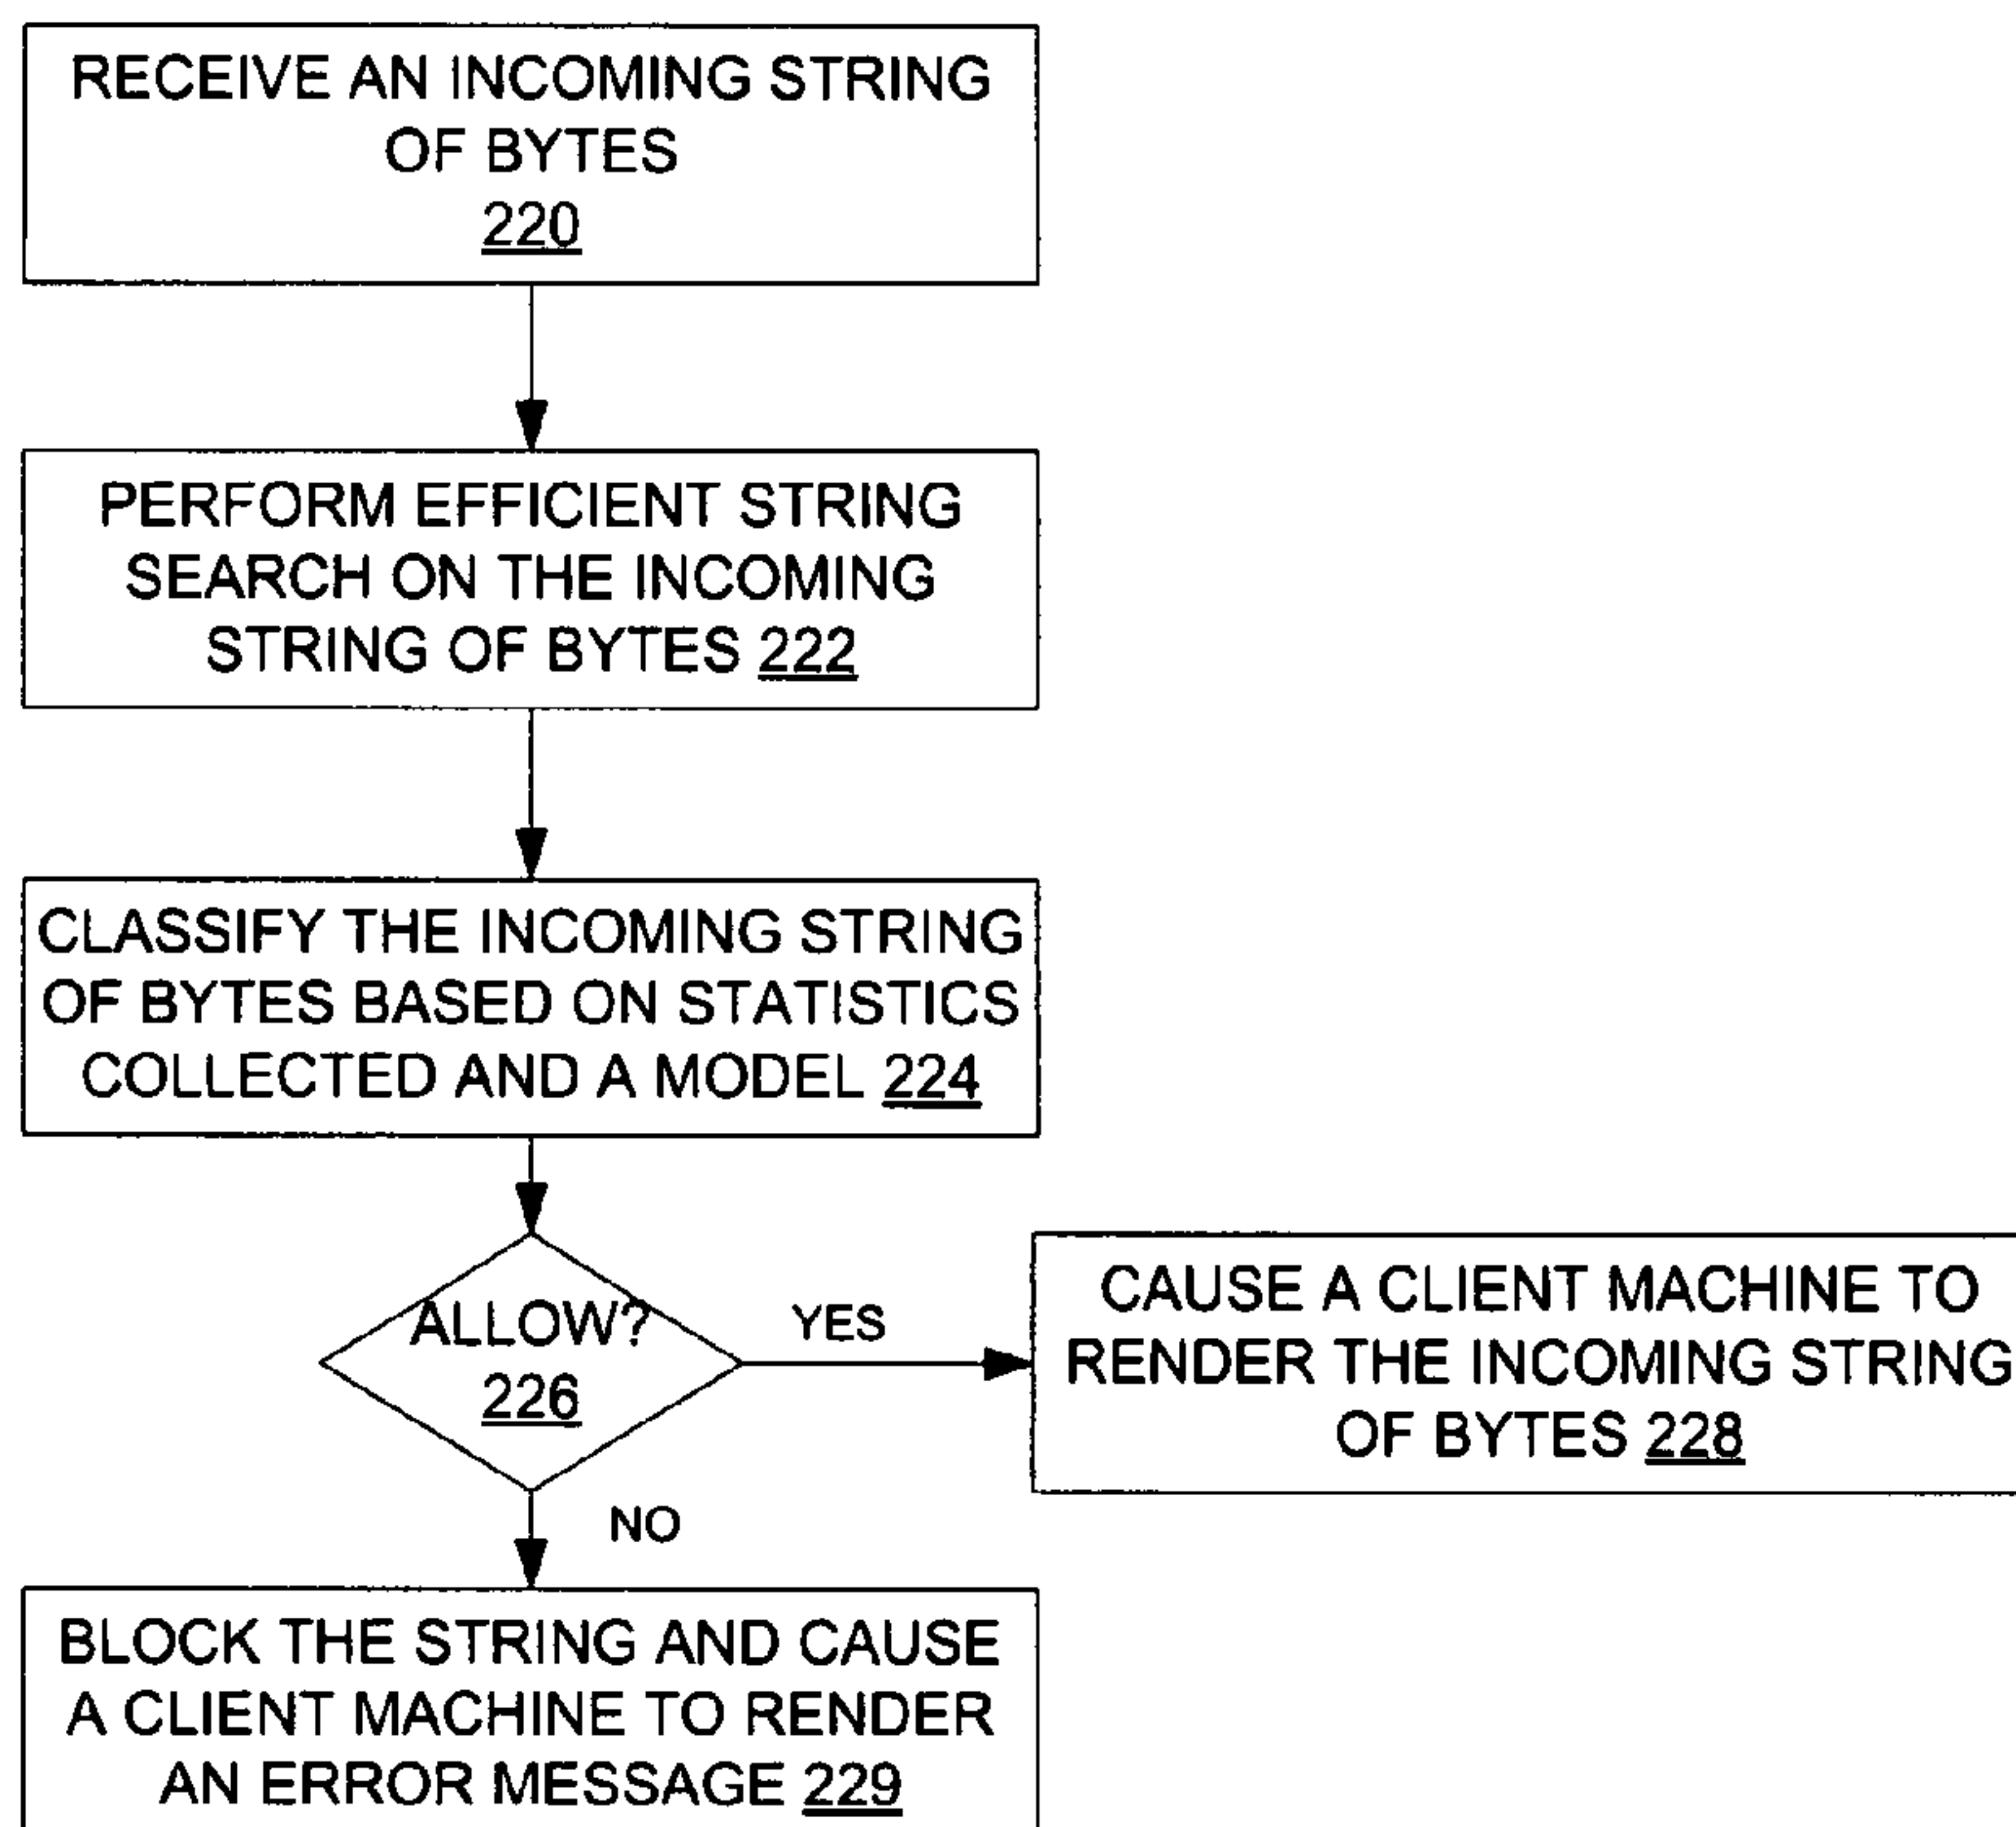 RECEIVE AN INCOMING STRING
OF BYTES
220
PERFORM EFFICIENT STRING
SEARCH ON THE INCOMING
STRING OF BYTES 222
CLASSIFY THE INCOMING STRING
OF BYTES BASED ON STATISTICS
COLLECTED AND A MODEL 224
ALLOW?
226
YES
CAUSE A CLIENT MACHINE TO
RENDER THE INCOMING STRING
OF BYTES 228
NO
BLOCK THE STRING AND CAUSE
A CLIENT MACHINE TO RENDER
AN ERROR MESSAGE 229